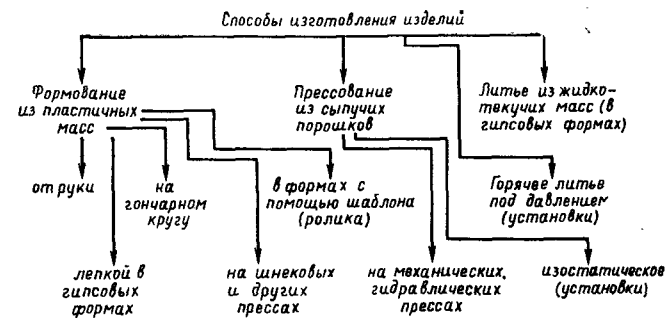 Способы изготовления изделий
Формование
из пластичных
масс
Прессование
из сыпучих
порошков
Литье из жидко-
текучих масс (в
гипсовых формах)
от руки
на
гончарном
кругу
в формах с
помощью шаблона
(ролика)
Горячее литье
под давлением
(установки)
лепкой в
гипсовых
формах
на шнековых
и других
прессах
на механических,
гидравлических
прессах
изостатическое
(установки)